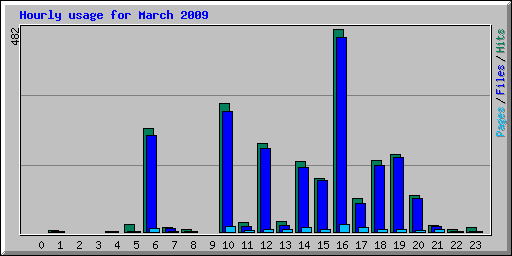 Hourly usage for March 2009
482
Pages/Files/Hits
0 1 2 3 4 5 6 7 8 9 10 11 12 13 14 15 16 17 18 19 20 21 22 23